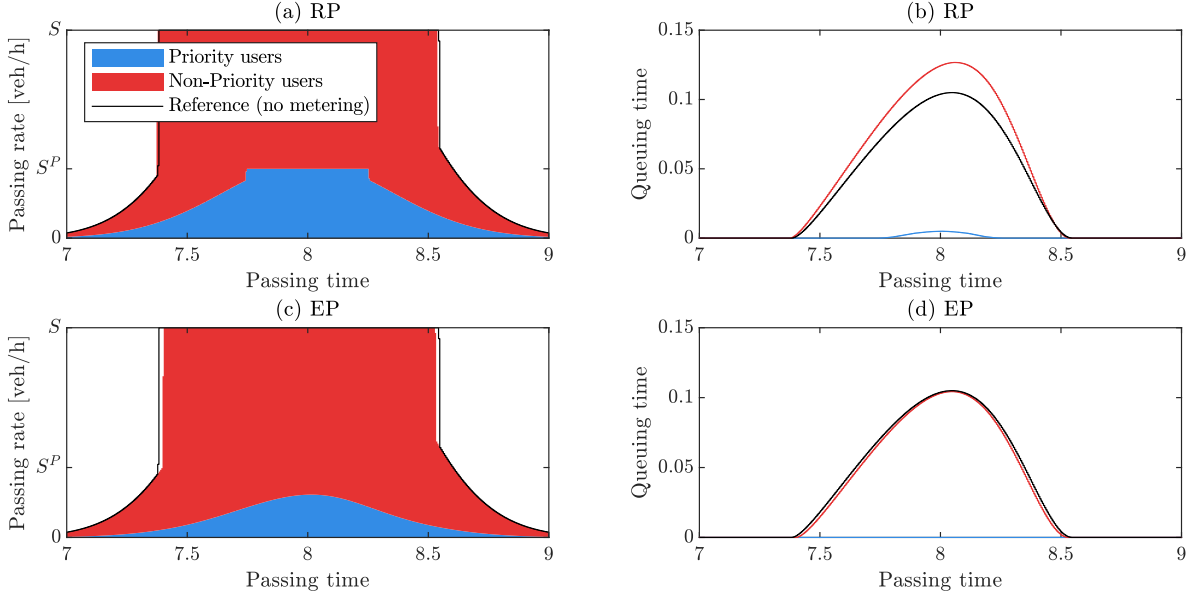 (a) RP
Passing rate [veh/h]
S
S^P
0
Priority users
Non-Priority users
Reference (no metering)
7
7.5
8
8.5
9
Passing time
(b) RP
Queuing time
0.15
0.1
0.05
0
7
7.5
8
8.5
9
Passing time
(c) EP
Passing rate [veh/h]
S
S^P
0
7
7.5
8
8.5
9
Passing time
(d) EP
Queuing time
0.15
0.1
0.05
0
7
7.5
8
8.5
9
Passing time